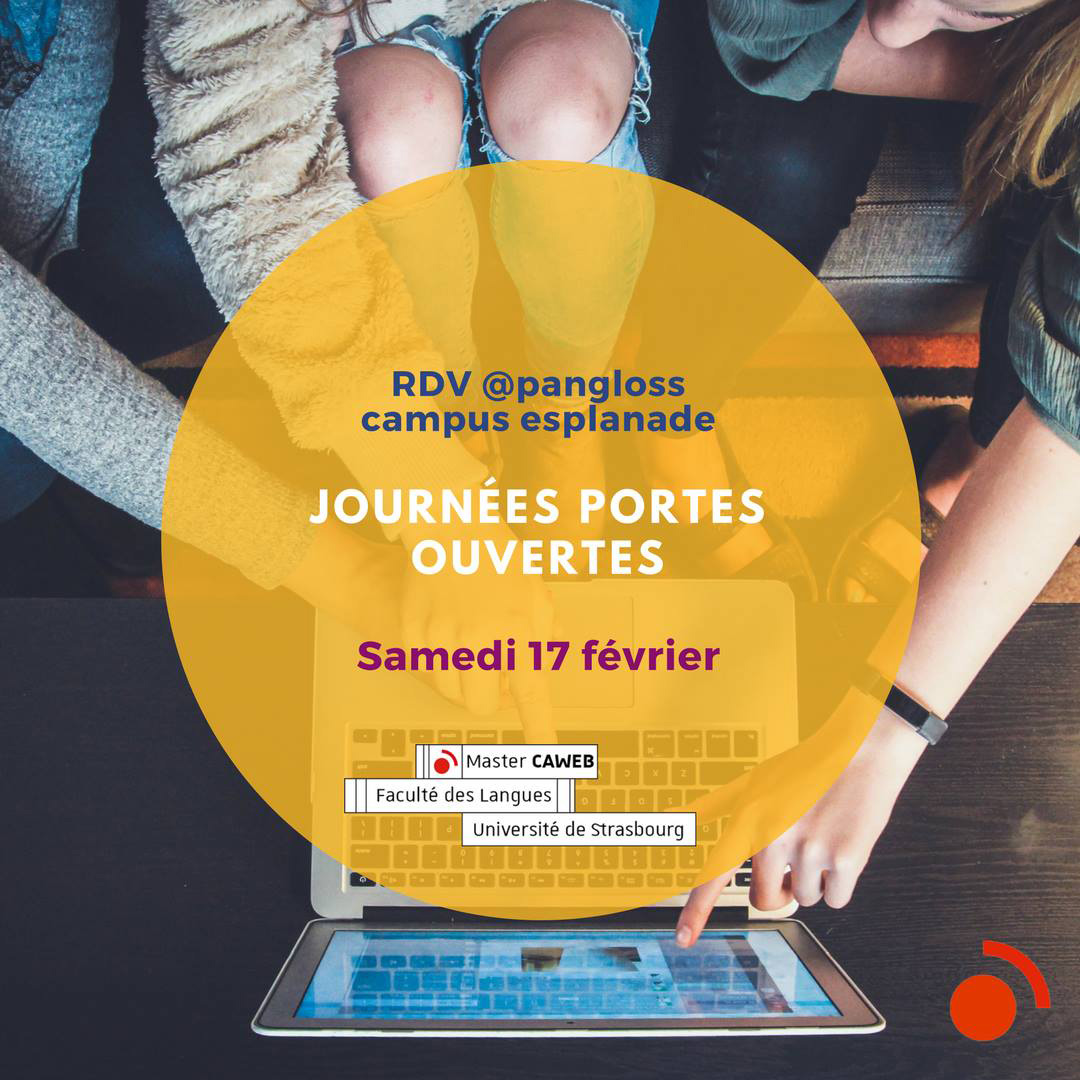 RDV @pangloss
campus esplanade
JOURNÉES PORTES
OUVERTES
Samedi 17 février
Master CAWEB
Faculté des Langues
Université de Strasbourg